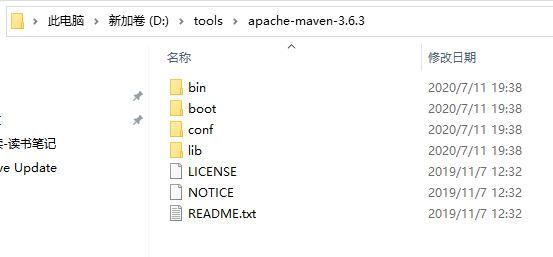 此电脑 › 新加卷 (D:) › tools › apache-maven-3.6.3
名称 修改日期
bin 2020/7/11 19:38
boot 2020/7/11 19:38
conf 2020/7/11 19:38
-读书笔记
lib 2020/7/11 19:38
ve Update
LICENSE 2019/11/7 12:32
NOTICE 2019/11/7 12:32
README.txt 2019/11/7 12:32